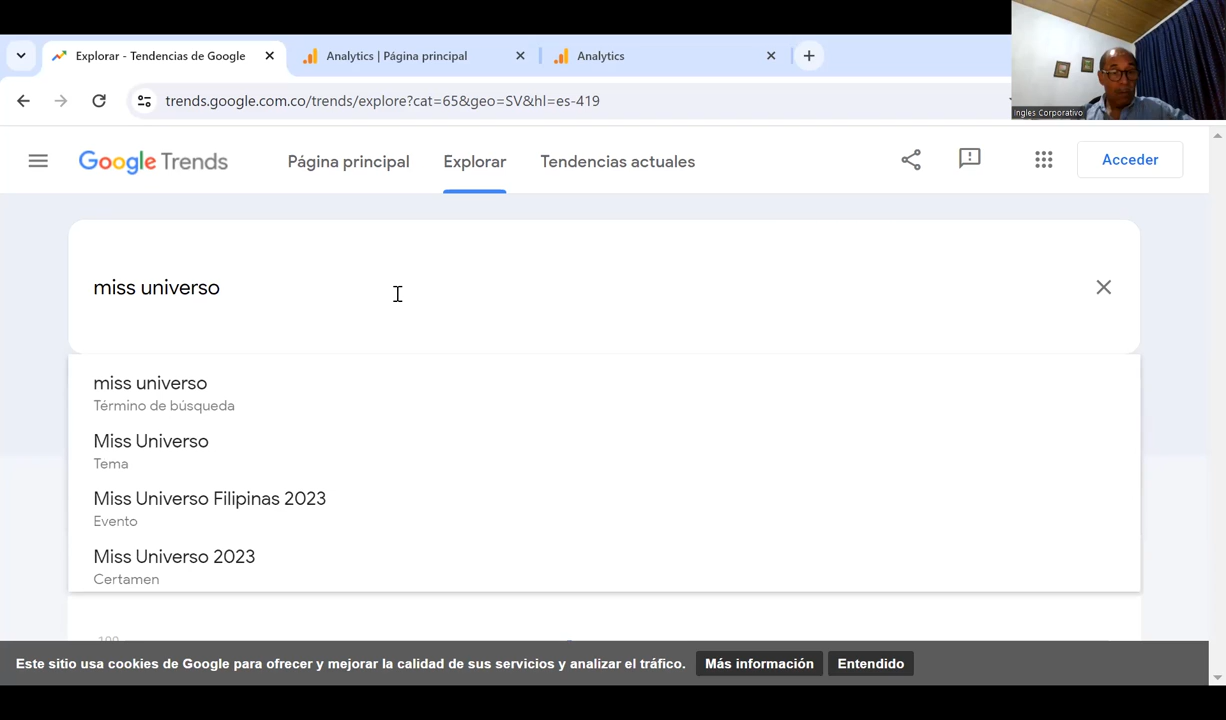 Explorar - Tendencias de Google
Analytics | Página principal
Analytics
trends.google.com.co/trends/explore?cat=65&geo=SV&hl=es-419
Ingles Corporativo
Google Trends
Página principal
Explorar
Tendencias actuales
Acceder
miss universo
miss universo
Término de búsqueda
Miss Universo
Tema
Miss Universo Filipinas 2023
Evento
Miss Universo 2023
Certamen
100
Este sitio usa cookies de Google para ofrecer y mejorar la calidad de sus servicios y analizar el tráfico.
Más información
Entendido